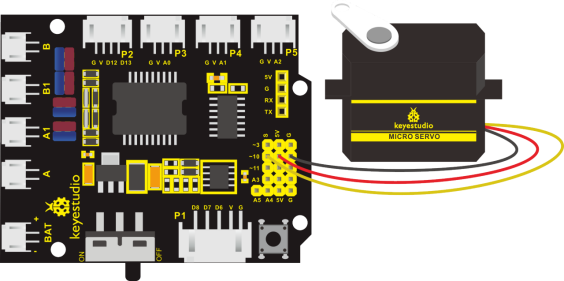 P2
P3
P4
P5
G V D12 D13
G V A0
G V A1
G V A2
B
B1
A1
A
BAT
+
-
5V
G
RX
TX
S
5V
G
~3
~10
~11
A3
A5 A4 5V G
keyestudio
P1
D8 D7 D6 V G
ON
OFF
keyestudio
MICRO SERVO